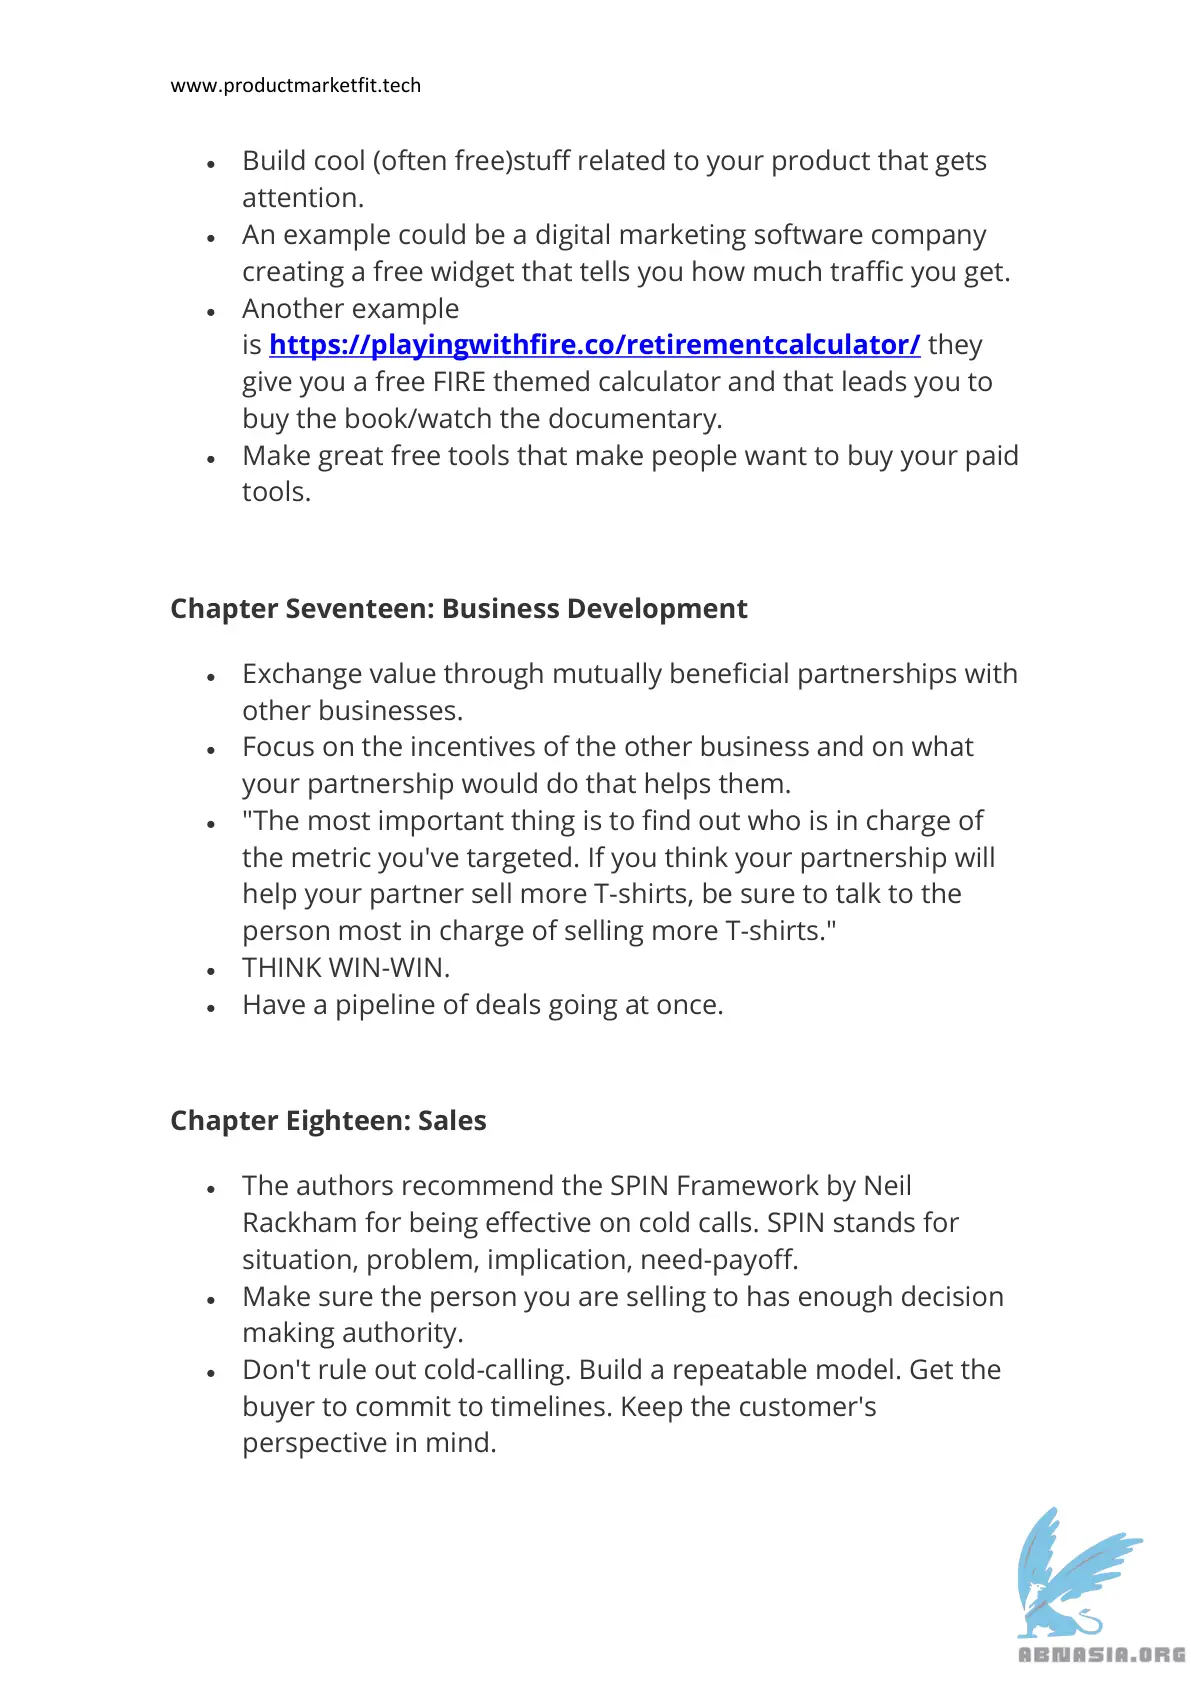 www.productmarketfit.tech
• Build cool (often free)stuff related to your product that gets
attention.
• An example could be a digital marketing software company
creating a free widget that tells you how much traffic you get.
• Another example
is https://playingwithfire.co/retirementcalculator/ they
give you a free FIRE themed calculator and that leads you to
buy the book/watch the documentary.
• Make great free tools that make people want to buy your paid
tools.
Chapter Seventeen: Business Development
• Exchange value through mutually beneficial partnerships with
other businesses.
• Focus on the incentives of the other business and on what
your partnership would do that helps them.
• "The most important thing is to find out who is in charge of
the metric you've targeted. If you think your partnership will
help your partner sell more T-shirts, be sure to talk to the
person most in charge of selling more T-shirts."
• THINK WIN-WIN.
• Have a pipeline of deals going at once.
Chapter Eighteen: Sales
• The authors recommend the SPIN Framework by Neil
Rackham for being effective on cold calls. SPIN stands for
situation, problem, implication, need-payoff.
• Make sure the person you are selling to has enough decision
making authority.
• Don't rule out cold-calling. Build a repeatable model. Get the
buyer to commit to timelines. Keep the customer's
perspective in mind.
ABNASIA.ORG